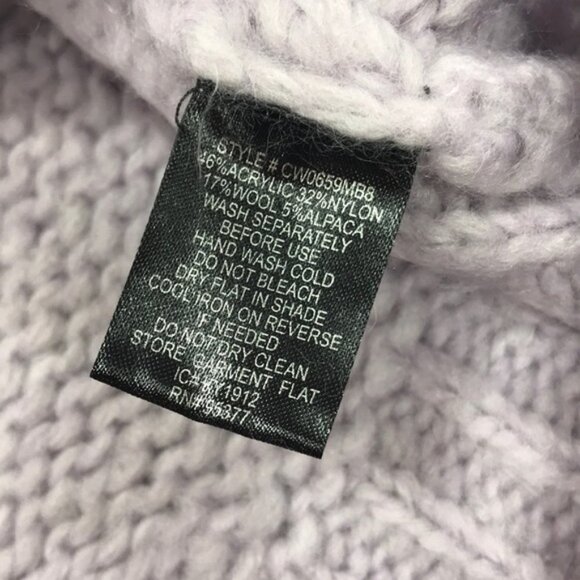 STYLE # CW0659MB8
46%ACRYLIC 32%NYLON
17%WOOL 5%ALPACA
WASH SEPARATELY
BEFORE USE
HAND WASH COLD
DO NOT BLEACH
DRY FLAT IN SHADE
COOL IRON ON REVERSE
IF NEEDED
DO NOT DRY CLEAN
STORE GARMENT FLAT
RN#95377